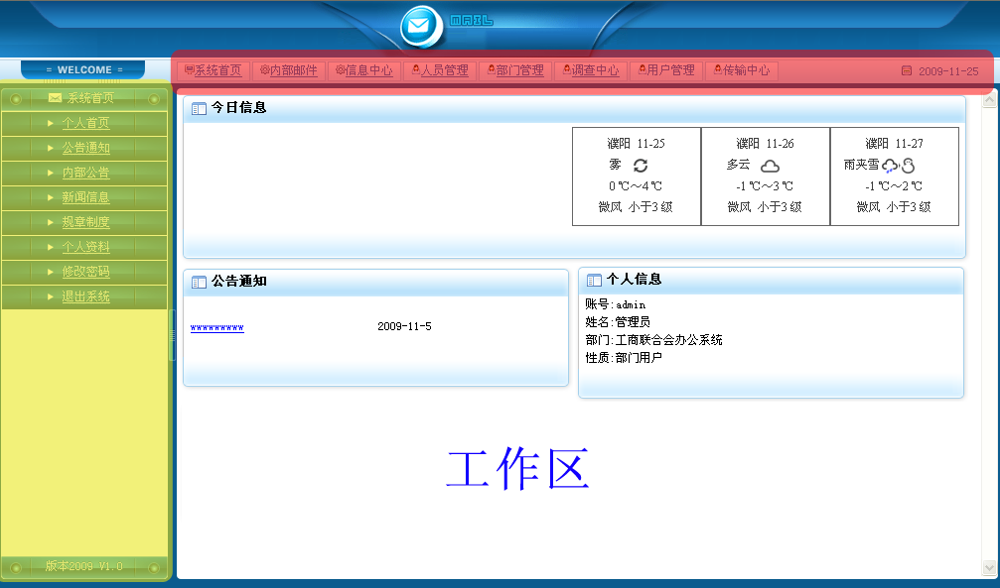 MAIL
= WELCOME =
系统首页 内部邮件 信息中心 人员管理 部门管理 调查中心 用户管理 传输中心 2009-11-25
系统首页
个人首页
公告通知
内部公告
新闻信息
规章制度
个人资料
修改密码
退出系统
版本2009 V1.0
今日信息
濮阳 11-25
雾
0℃～4℃
微风 小于3级
濮阳 11-26
多云
-1℃～3℃
微风 小于3级
濮阳 11-27
雨夹雪
-1℃～2℃
微风 小于3级
公告通知
wwwwwwwww 2009-11-5
个人信息
账号:admin
姓名:管理员
部门:工商联合会办公系统
性质:部门用户
工作区